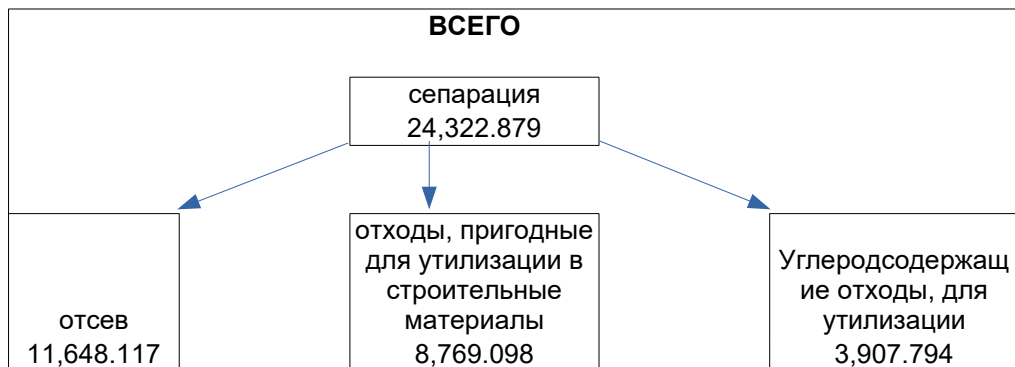 ВСЕГО
сепарация
24,322.879
отсев
11,648.117
отходы, пригодные
для утилизации в
строительные
материалы
8,769.098
Углеродсодержащ
ие отходы, для
утилизации
3,907.794